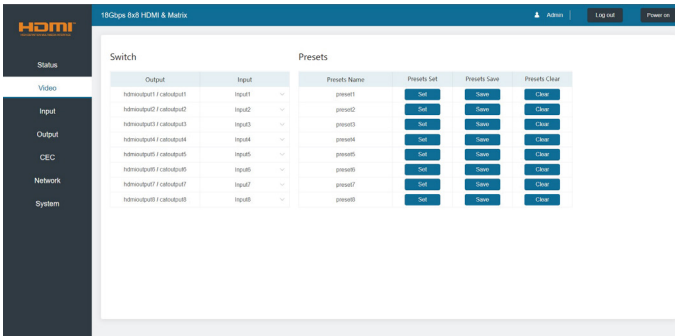 HDMI
18Gbps 8x8 HDMI & Matrix
Admin
Log out
Power on
Status
Video
Input
Output
CEC
Network
System
Switch
Output Input
hdmioutput1 / catoutput1 Input1
hdmioutput2 / catoutput2 Input2
hdmioutput3 / catoutput3 Input3
hdmioutput4 / catoutput4 Input4
hdmioutput5 / catoutput5 Input5
hdmioutput6 / catoutput6 Input6
hdmioutput7 / catoutput7 Input7
hdmioutput8 / catoutput8 Input8
Presets
Presets Name Presets Set Presets Save Presets Clear
preset1 Set Save Clear
preset2 Set Save Clear
preset3 Set Save Clear
preset4 Set Save Clear
preset5 Set Save Clear
preset6 Set Save Clear
preset7 Set Save Clear
preset8 Set Save Clear